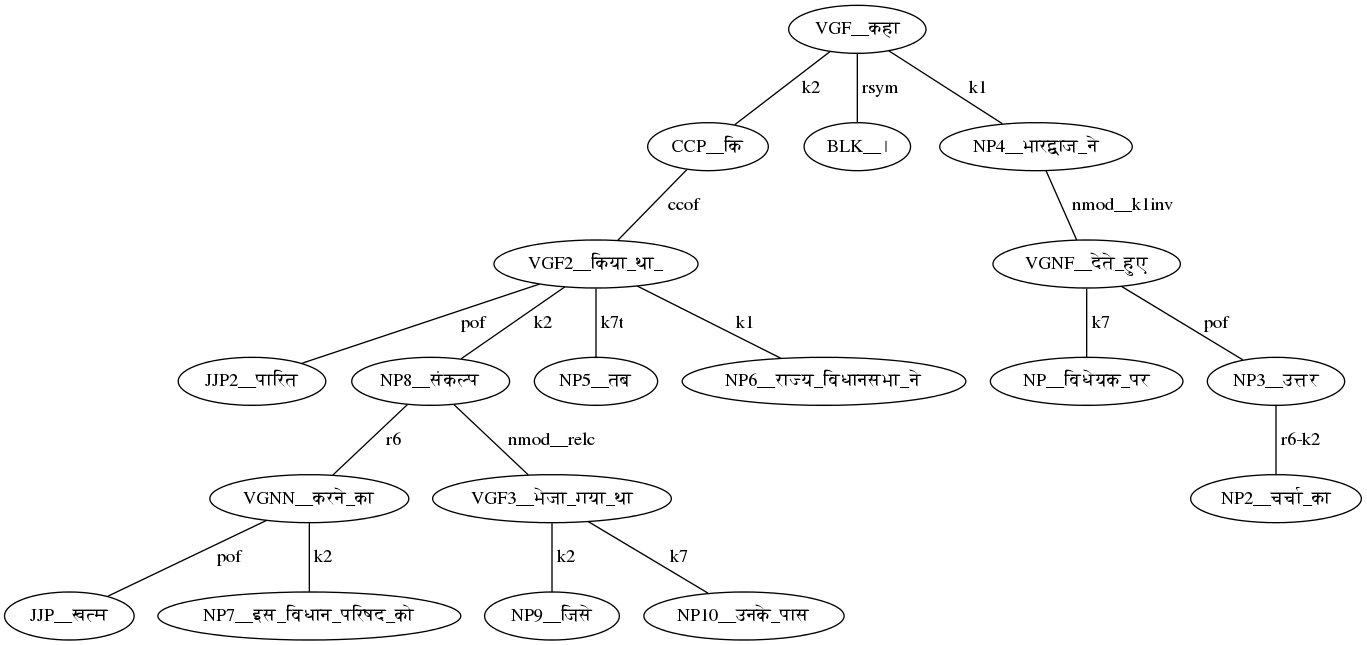 VGF__कहा
k2 rsym k1
CCP__कि BLK__। NP4__भारद्वाज_ने
ccof nmod__k1inv
VGF2__किया_था_ VGNF__देते_हुए
pof k2 k7t k1 k7 pof
JJP2__पारित NP8__संकल्प NP5__तब NP6__राज्य_विधानसभा_ने NP__विधेयक_पर NP3__उत्तर
r6 nmod__relc r6-k2
VGNN__करने_का VGF3__भेजा_गया_था NP2__चर्चा_का
pof k2 k2 k7
JJP__खत्म NP7__इस_विधान_परिषद_को NP9__जिसे NP10__उनके_पास